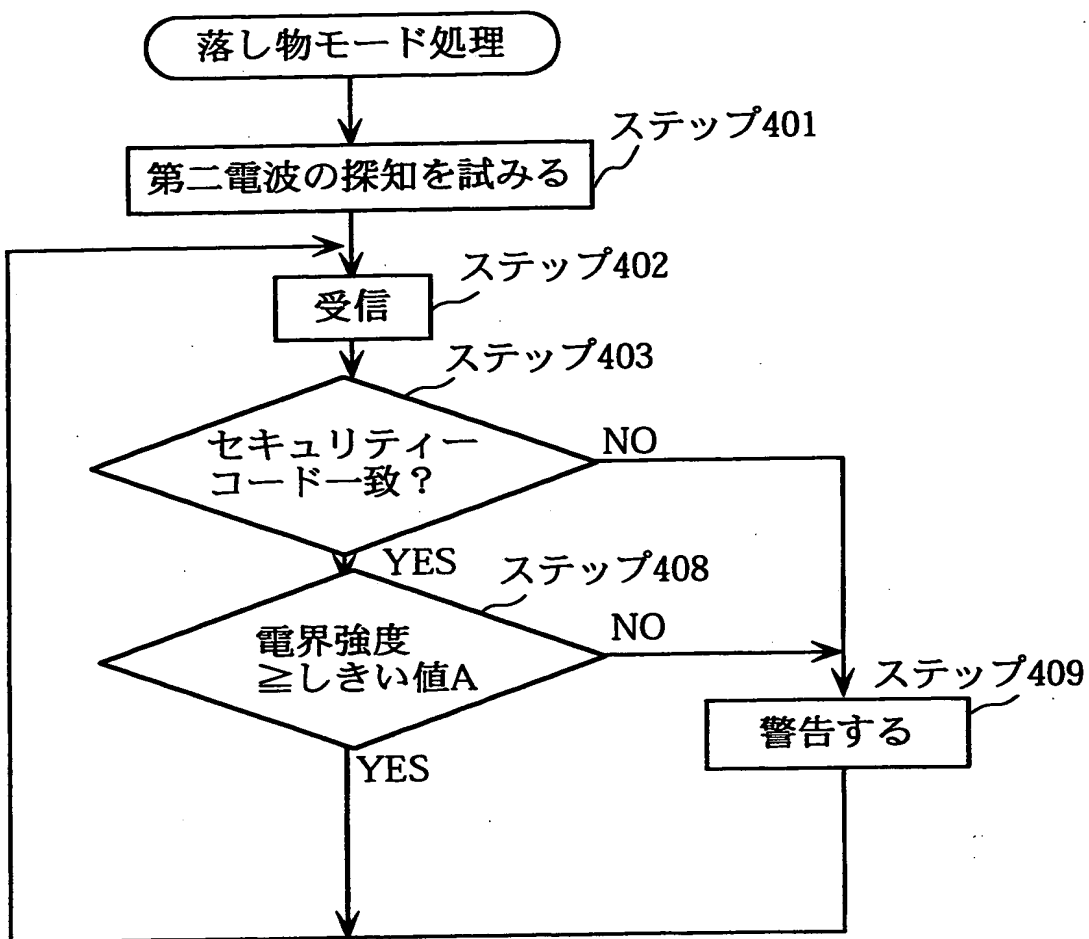 落し物モード処理
ステップ401
第二電波の探知を試みる
ステップ402
受信
ステップ403
セキュリティー
コード一致？
NO
YES
ステップ408
電界強度
≧しきい値A
NO
ステップ409
警告する
YES